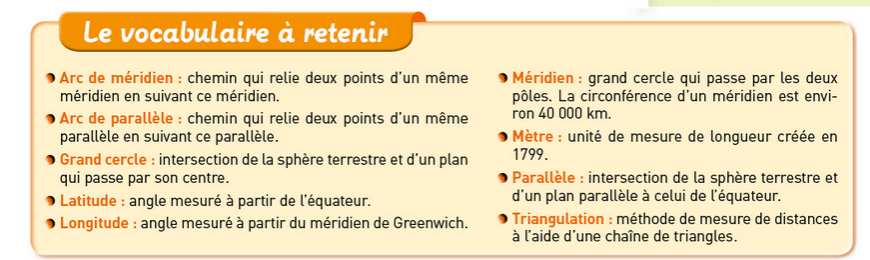 Le vocabulaire à retenir
Arc de méridien : chemin qui relie deux points d'un même
méridien en suivant ce méridien.
Arc de parallèle : chemin qui relie deux points d'un même
parallèle en suivant ce parallèle.
Grand cercle : intersection de la sphère terrestre et d'un plan
qui passe par son centre.
Latitude : angle mesuré à partir de l'équateur.
Longitude : angle mesuré à partir du méridien de Greenwich.
Méridien : grand cercle qui passe par les deux
pôles. La circonférence d'un méridien est envi-
ron 40 000 km.
Mètre : unité de mesure de longueur créée en
1799.
Parallèle : intersection de la sphère terrestre et
d'un plan parallèle à celui de l'équateur.
Triangulation : méthode de mesure de distances
à l'aide d'une chaîne de triangles.